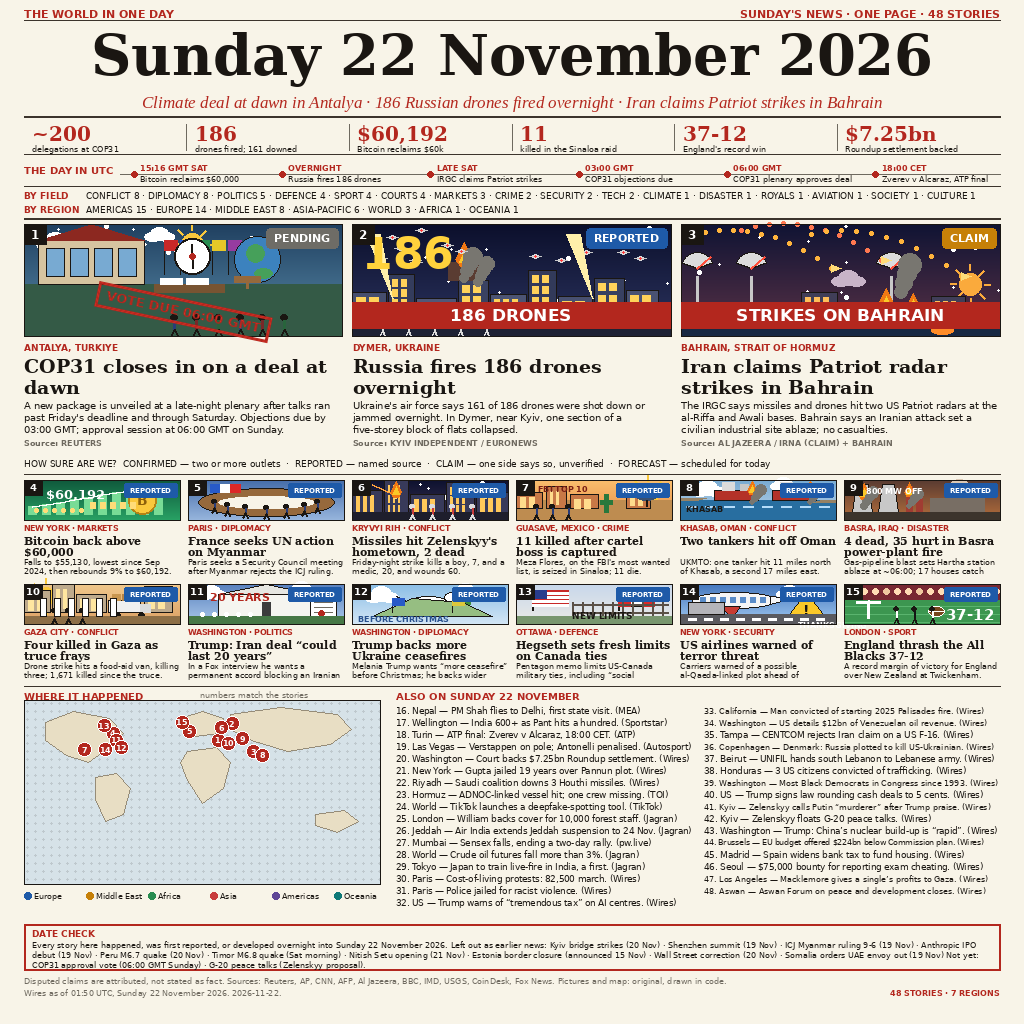 THE WORLD IN ONE DAY
SUNDAY'S NEWS · ONE PAGE · 48 STORIES
Sunday 22 November 2026
Climate deal at dawn in Antalya · 186 Russian drones fired overnight · Iran claims Patriot strikes in Bahrain
~200
delegations at COP31
186
drones fired; 161 downed
$60,192
Bitcoin reclaims $60k
11
killed in the Sinaloa raid
37-12
England's record win
$7.25bn
Roundup settlement backed
THE DAY IN UTC
15:16 GMT SAT
Bitcoin reclaims $60,000
OVERNIGHT
Russia fires 186 drones
LATE SAT
IRGC claims Patriot strikes
03:00 GMT
COP31 objections due
06:00 GMT
COP31 plenary approves deal
18:00 CET
Zverev v Alcaraz, ATP final
BY FIELD CONFLICT 8 · DIPLOMACY 8 · POLITICS 5 · DEFENCE 4 · SPORT 4 · COURTS 4 · MARKETS 3 · CRIME 2 · SECURITY 2 · TECH 2 · CLIMATE 1 · DISASTER 1 · ROYALS 1 · AVIATION 1 · SOCIETY 1 · CULTURE 1
BY REGION AMERICAS 15 · EUROPE 14 · MIDDLE EAST 8 · ASIA-PACIFIC 6 · WORLD 3 · AFRICA 1 · OCEANIA 1
1
PENDING
VOTE DUE 06:00 GMT
ANTALYA, TURKIYE
COP31 closes in on a deal at
dawn
A new package is unveiled at a late-night plenary after talks ran
past Friday's deadline and through Saturday. Objections due by
03:00 GMT; approval session at 06:00 GMT on Sunday.
Source: REUTERS
2
186
REPORTED
186 DRONES
DYMER, UKRAINE
Russia fires 186 drones
overnight
Ukraine's air force says 161 of 186 drones were shot down or
jammed overnight. In Dymer, near Kyiv, one section of a
five-storey block of flats collapsed.
Source: KYIV INDEPENDENT / EURONEWS
3
CLAIM
STRIKES ON BAHRAIN
BAHRAIN, STRAIT OF HORMUZ
Iran claims Patriot radar
strikes in Bahrain
The IRGC says missiles and drones hit two US Patriot radars at the
al-Riffa and Awali bases. Bahrain says an Iranian attack set a
civilian industrial site ablaze; no casualties.
Source: AL JAZEERA / IRNA (CLAIM) + BAHRAIN
HOW SURE ARE WE? CONFIRMED — two or more outlets · REPORTED — named source · CLAIM — one side says so, unverified · FORECAST — scheduled for today
4
$60,192
REPORTED
NEW YORK · MARKETS
Bitcoin back above
$60,000
Falls to $55,130, lowest since Sep
2024, then rebounds 9% to $60,192.
5
REPORTED
PARIS · DIPLOMACY
France seeks UN action
on Myanmar
Paris seeks a Security Council meeting
after Myanmar rejects the ICJ ruling.
6
REPORTED
KRYVYI RIH · CONFLICT
Missiles hit Zelenskyy's
hometown, 2 dead
Friday-night strike kills a boy, 7, and a
medic, 20, and wounds 60.
7
FBI TOP 10
REPORTED
GUASAVE, MEXICO · CRIME
11 killed after cartel
boss is captured
Meza Flores, on the FBI's most wanted
list, is seized in Sinaloa; 11 die.
8
KHASAB
REPORTED
KHASAB, OMAN · CONFLICT
Two tankers hit off Oman
UKMTO: one tanker hit 11 miles north
of Khasab, a second 17 miles east.
9
800 MW OFF
REPORTED
BASRA, IRAQ · DISASTER
4 dead, 35 hurt in Basra
power-plant fire
Gas-pipeline blast sets Hartha station
ablaze at ~06:00; 17 houses catch
10
REPORTED
GAZA CITY · CONFLICT
Four killed in Gaza as
truce frays
Drone strike hits a food-aid van, killing
three; 1,671 killed since the truce.
11
20 YEARS
REPORTED
WASHINGTON · POLITICS
Trump: Iran deal “could
last 20 years”
In a Fox interview he wants a
permanent accord blocking an Iranian
12
BEFORE CHRISTMAS
REPORTED
WASHINGTON · DIPLOMACY
Trump backs more
Ukraine ceasefires
Melania Trump wants “more ceasefire”
before Christmas; he backs wider
13
NEW LIMITS
REPORTED
OTTAWA · DEFENCE
Hegseth sets fresh limits
on Canada ties
Pentagon memo limits US-Canada
military ties, including “social
14
REPORTED
NEW YORK · SECURITY
US airlines warned of
terror threat
Carriers warned of a possible
al-Qaeda-linked plot ahead of
15
37-12
REPORTED
LONDON · SPORT
England thrash the All
Blacks 37-12
A record margin of victory for England
over New Zealand at Twickenham.
WHERE IT HAPPENED
numbers match the stories
13
7
14
12
15
5
6
2
1
10
9
3
8
Europe
Middle East
Africa
Asia
Americas
Oceania
ALSO ON SUNDAY 22 NOVEMBER
16. Nepal — PM Shah flies to Delhi, first state visit. (MEA)
17. Wellington — India 600+ as Pant hits a hundred. (Sportstar)
18. Turin — ATP final: Zverev v Alcaraz, 18:00 CET. (ATP)
19. Las Vegas — Verstappen on pole; Antonelli penalised. (Autosport)
20. Washington — Court backs $7.25bn Roundup settlement. (Wires)
21. New York — Gupta jailed 19 years over Pannun plot. (Wires)
22. Riyadh — Saudi coalition downs 3 Houthi missiles. (Wires)
23. Hormuz — ADNOC-linked vessel hit; one crew missing. (TOI)
24. World — TikTok launches a deepfake-spotting tool. (TikTok)
25. London — William backs cover for 10,000 forest staff. (Jagran)
26. Jeddah — Air India extends Jeddah suspension to 24 Nov. (Jagran)
27. Mumbai — Sensex falls, ending a two-day rally. (pw.live)
28. World — Crude oil futures fall more than 3%. (Jagran)
29. Tokyo — Japan to train live-fire in India, a first. (Jagran)
30. Paris — Cost-of-living protests: 82,500 march. (Wires)
31. Paris — Police jailed for racist violence. (Wires)
32. US — Trump warns of “tremendous tax” on AI centres. (Wires)
33. California — Man convicted of starting 2025 Palisades fire. (Wires)
34. Washington — US details $12bn of Venezuelan oil revenue. (Wires)
35. Tampa — CENTCOM rejects Iran claim on a US F-16. (Wires)
36. Copenhagen — Denmark: Russia plotted to kill US-Ukrainian. (Wires)
37. Beirut — UNIFIL hands south Lebanon to Lebanese army. (Wires)
38. Honduras — 3 US citizens convicted of trafficking. (Wires)
39. Washington — Most Black Democrats in Congress since 1993. (Wires)
40. US — Trump signs law rounding cash deals to 5 cents. (Wires)
41. Kyiv — Zelenskyy calls Putin “murderer” after Trump praise. (Wires)
42. Kyiv — Zelenskyy floats G-20 peace talks. (Wires)
43. Washington — Trump: China's nuclear build-up is “rapid”. (Wires)
44. Brussels — EU budget offered $224bn below Commission plan. (Wires)
45. Madrid — Spain widens bank tax to fund housing. (Wires)
46. Seoul — $75,000 bounty for reporting exam cheating. (Wires)
47. Los Angeles — Macklemore gives a single's profits to Gaza. (Wires)
48. Aswan — Aswan Forum on peace and development closes. (Wires)
DATE CHECK
Every story here happened, was first reported, or developed overnight into Sunday 22 November 2026. Left out as earlier news: Kyiv bridge strikes (20 Nov) · Shenzhen summit (19 Nov) · ICJ Myanmar ruling 9-6 (19 Nov) · Anthropic IPO
debut (19 Nov) · Peru M6.7 quake (20 Nov) · Timor M6.8 quake (Sat morning) · Nitish Setu opening (21 Nov) · Estonia border closure (announced 15 Nov) · Wall Street correction (20 Nov) · Somalia orders UAE envoy out (19 Nov) Not yet:
COP31 approval vote (06:00 GMT Sunday) · G-20 peace talks (Zelenskyy proposal).
Disputed claims are attributed, not stated as fact. Sources: Reuters, AP, CNN, AFP, Al Jazeera, BBC, IMD, USGS, CoinDesk, Fox News. Pictures and map: original, drawn in code.
Wires as of 01:50 UTC, Sunday 22 November 2026. 2026-11-22.
48 STORIES · 7 REGIONS